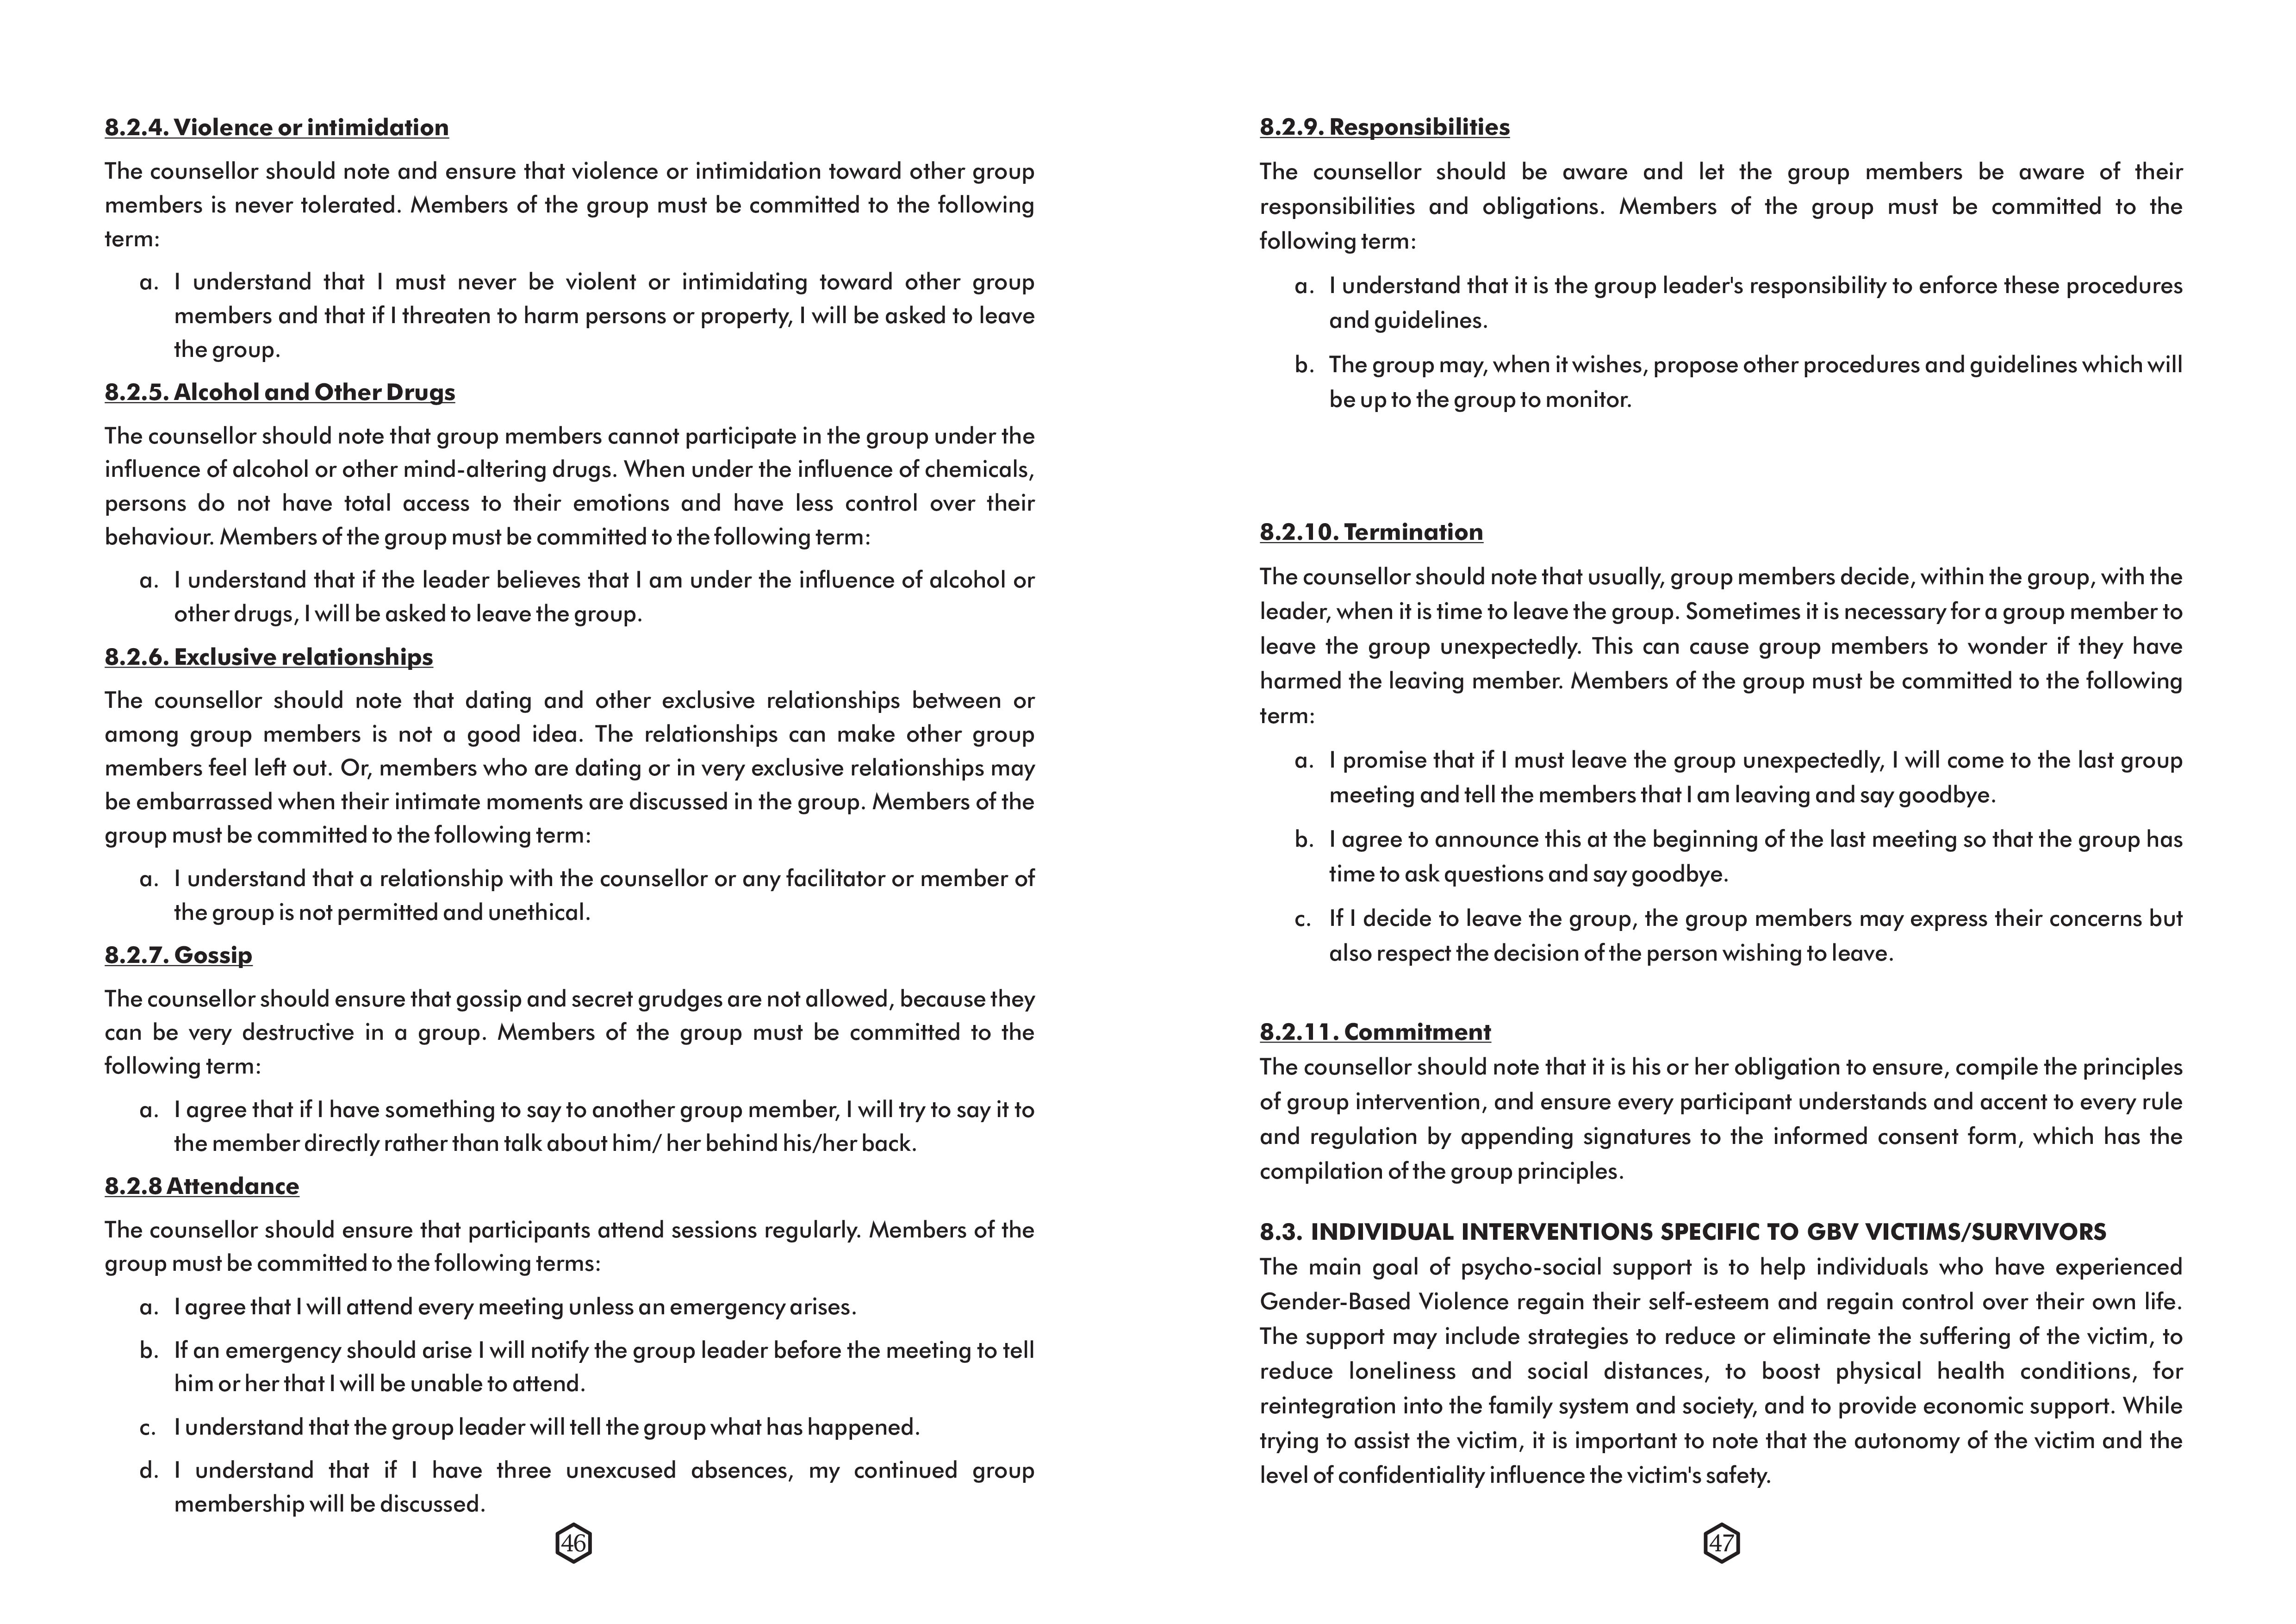 8.2.4. Violence or intimidation
The counsellor should note and ensure that violence or intimidation toward other group
members is never tolerated. Members of the group must be committed to the following
term:
a. I understand that I must never be violent or intimidating toward other group
members and that if I threaten to harm persons or property, I will be asked to leave
the group.
8.2.5. Alcohol and Other Drugs
The counsellor should note that group members cannot participate in the group under the
influence of alcohol or other mind-altering drugs. When under the influence of chemicals,
persons do not have total access to their emotions and have less control over their
behaviour. Members of the group must be committed to the following term:
a. I understand that if the leader believes that I am under the influence of alcohol or
other drugs, I will be asked to leave the group.
8.2.6. Exclusive relationships
The counsellor should note that dating and other exclusive relationships between or
among group members is not a good idea. The relationships can make other group
members feel left out. Or, members who are dating or in very exclusive relationships may
be embarrassed when their intimate moments are discussed in the group. Members of the
group must be committed to the following term:
a. I understand that a relationship with the counsellor or any facilitator or member of
the group is not permitted and unethical.
8.2.7. Gossip
The counsellor should ensure that gossip and secret grudges are not allowed, because they
can be very destructive in a group. Members of the group must be committed to the
following term:
a. I agree that if I have something to say to another group member, I will try to say it to
the member directly rather than talk about him/ her behind his/her back.
8.2.8 Attendance
The counsellor should ensure that participants attend sessions regularly. Members of the
group must be committed to the following terms:
a. I agree that I will attend every meeting unless an emergency arises.
b. If an emergency should arise I will notify the group leader before the meeting to tell
him or her that I will be unable to attend.
c. I understand that the group leader will tell the group what has happened.
d. I understand that if I have three unexcused absences, my continued group
membership will be discussed.
46
8.2.9. Responsibilities
The counsellor should be aware and let the group members be aware of their
responsibilities and obligations. Members of the group must be committed to the
following term:
a. I understand that it is the group leader's responsibility to enforce these procedures
and guidelines.
b. The group may, when it wishes, propose other procedures and guidelines which will
be up to the group to monitor.
8.2.10. Termination
The counsellor should note that usually, group members decide, within the group, with the
leader, when it is time to leave the group. Sometimes it is necessary for a group member to
leave the group unexpectedly. This can cause group members to wonder if they have
harmed the leaving member. Members of the group must be committed to the following
term:
a. I promise that if I must leave the group unexpectedly, I will come to the last group
meeting and tell the members that I am leaving and say goodbye.
b. I agree to announce this at the beginning of the last meeting so that the group has
time to ask questions and say goodbye.
c. If I decide to leave the group, the group members may express their concerns but
also respect the decision of the person wishing to leave.
8.2.11. Commitment
The counsellor should note that it is his or her obligation to ensure, compile the principles
of group intervention, and ensure every participant understands and accent to every rule
and regulation by appending signatures to the informed consent form, which has the
compilation of the group principles.
8.3. INDIVIDUAL INTERVENTIONS SPECIFIC TO GBV VICTIMS/SURVIVORS
The main goal of psycho-social support is to help individuals who have experienced
Gender-Based Violence regain their self-esteem and regain control over their own life.
The support may include strategies to reduce or eliminate the suffering of the victim, to
reduce loneliness and social distances, to boost physical health conditions, for
reintegration into the family system and society, and to provide economic support. While
trying to assist the victim, it is important to note that the autonomy of the victim and the
level of confidentiality influence the victim's safety.
47